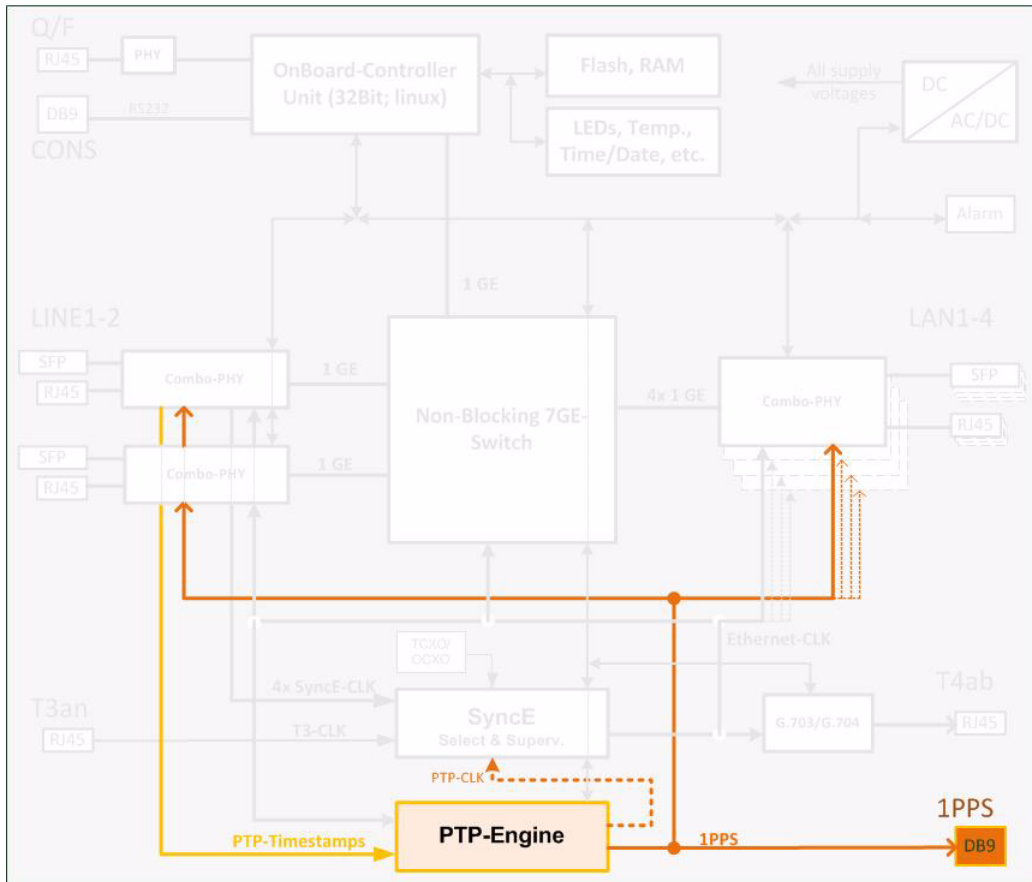 Q/F
RJ45
PHY
OnBoard-Controller
Unit (32Bit; linux)
Flash, RAM
All supply
voltages
DC
AC/DC
DB9
RS232
CONS
LEDs, Temp.,
Time/Date, etc.
Alarm
1 GE
LINE1-2
LAN1-4
SFP
RJ45
Combo-PHY
1 GE
Non-Blocking 7GE-
Switch
4x 1 GE
Combo-PHY
SFP
RJ45
SFP
RJ45
Combo-PHY
1 GE
Ethernet-CLK
TCXO/
OCXO
4x SyncE-CLK
T3an
RJ45
T3-CLK
SyncE
Select & Superv.
G.703/G.704
T4ab
RJ45
PTP-CLK
PTP-Timestamps
PTP-Engine
1PPS
1PPS
DB9